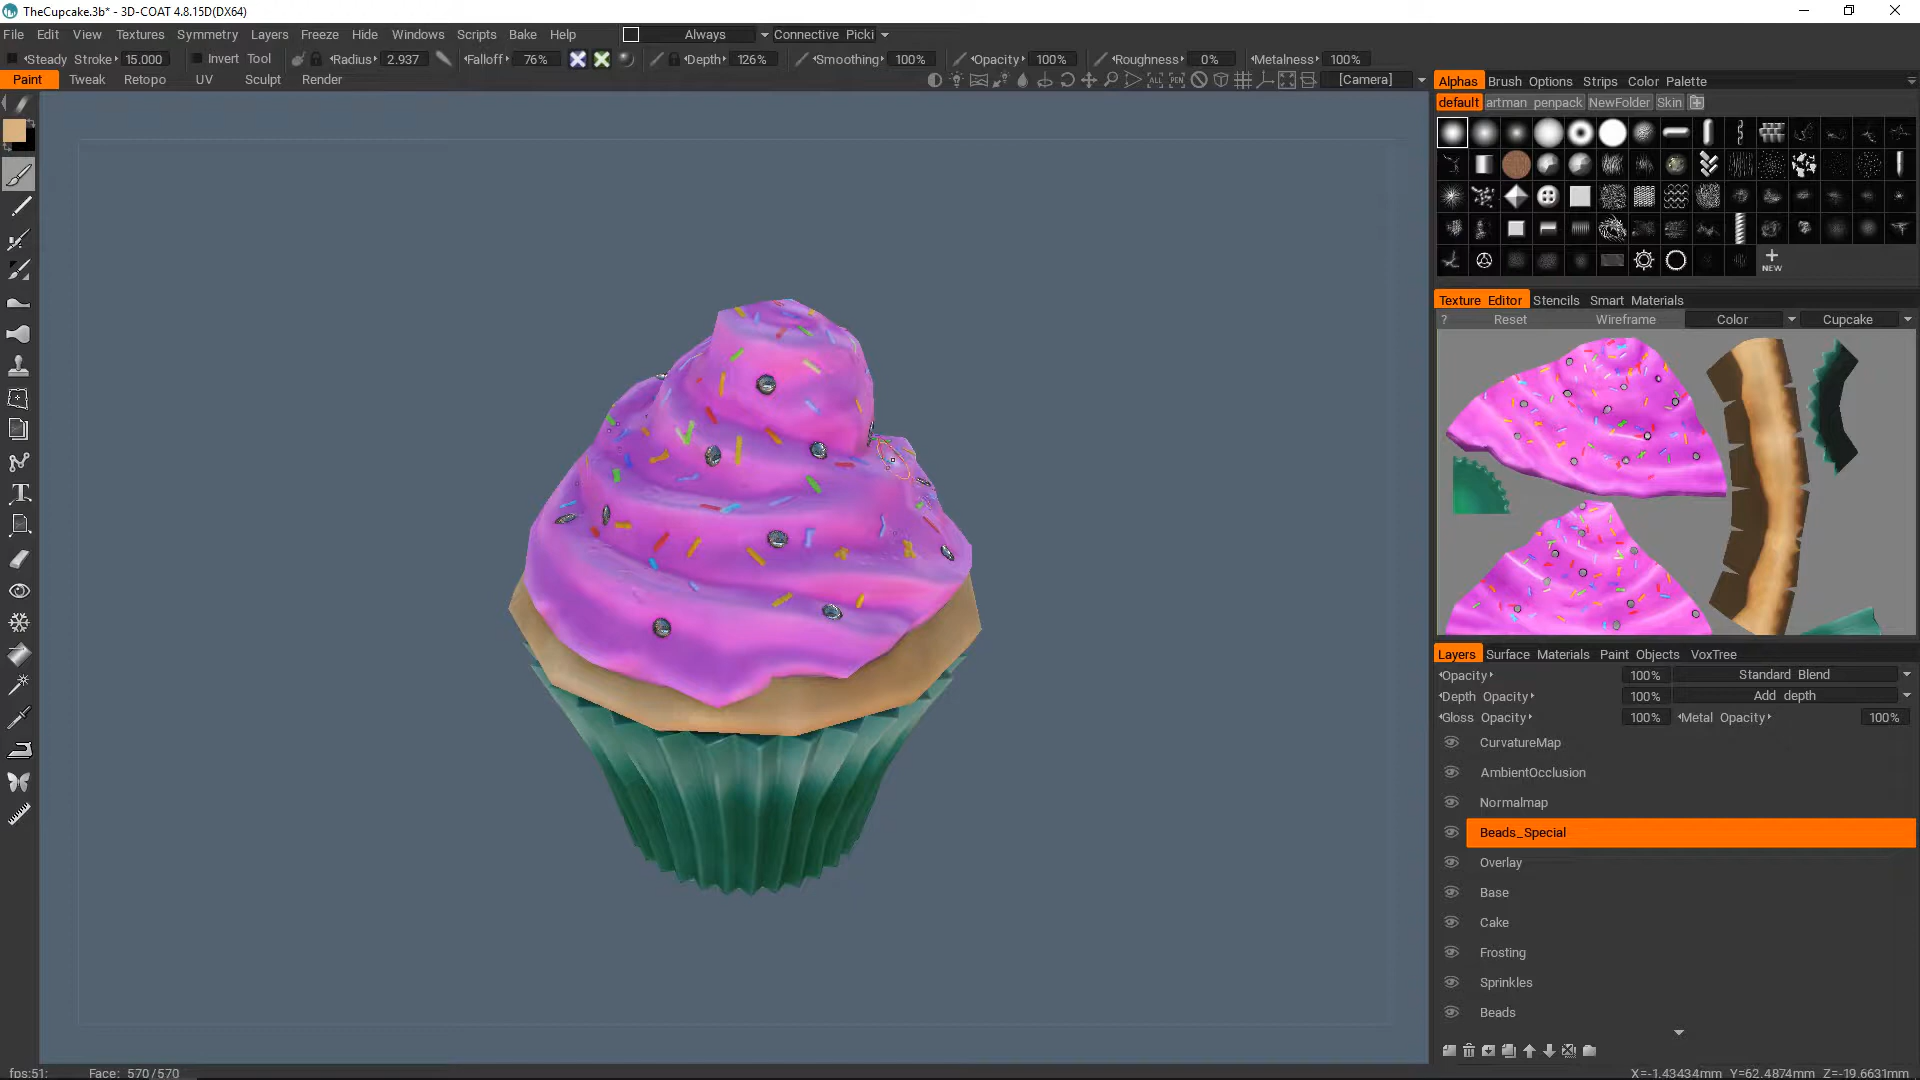 TheCupcake.3b* - 3D-COAT 4.8.15D(DX64)
File Edit View Textures Symmetry Layers Freeze Hide Windows Scripts Bake Help Always Connective Picki
Steady Stroke 15.000 Invert Tool Radius 2.937 Falloff 76% Depth 126% Smoothing 100% Opacity 100% Roughness 0% Metalness 100%
Paint Tweak Retopo UV Sculpt Render [Camera]
Alphas Brush Options Strips Color Palette
default artman penpack NewFolder Skin
NEW
Texture Editor Stencils Smart Materials
? Reset Wireframe Color Cupcake
Layers Surface Materials Paint Objects VoxTree
Opacity 100% Standard Blend
Depth Opacity 100% Add depth
Gloss Opacity 100% Metal Opacity 100%
CurvatureMap
AmbientOcclusion
Normalmap
Beads_Special
Overlay
Base
Cake
Frosting
Sprinkles
Beads
fps:51: Face: 570/570 X=-1.43434mm Y=62.4874mm Z=-19.6631mm